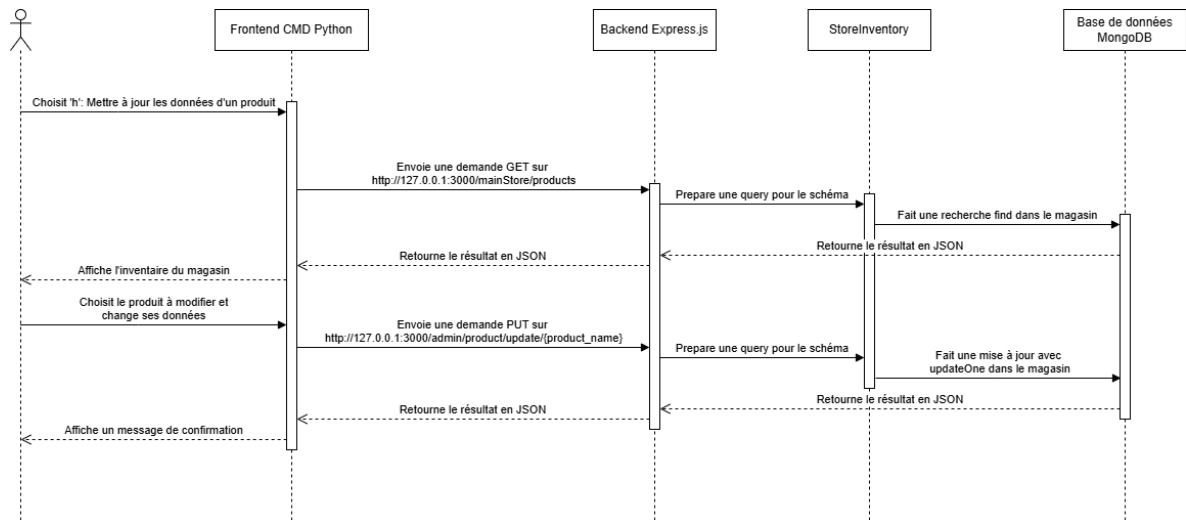 Frontend CMD Python
Backend Express.js
StoreInventory
Base de données
MongoDB
Choisit 'h': Mettre à jour les données d'un produit
Envoie une demande GET sur
http://127.0.0.1:3000/mainStore/products
Prepare une query pour le schéma
Fait une recherche find dans le magasin
Retourne le résultat en JSON
Retourne le résultat en JSON
Affiche l'inventaire du magasin
Choisit le produit à modifier et
change ses données
Envoie une demande PUT sur
http://127.0.0.1:3000/admin/product/update/{product_name}
Prepare une query pour le schéma
Fait une mise à jour avec
updateOne dans le magasin
Retourne le résultat en JSON
Retourne le résultat en JSON
Affiche un message de confirmation